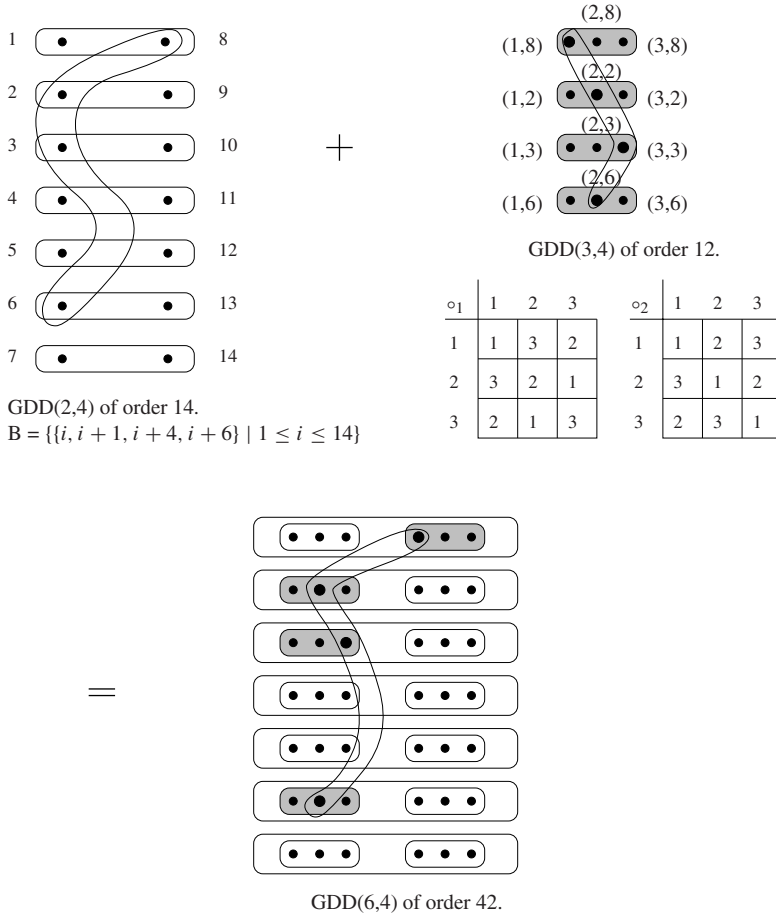 1 8
2 9
3 10
4 11
5 12
6 13
7 14
GDD(2,4) of order 14.
B = {{i, i + 1, i + 4, i + 6} | 1 ≤ i ≤ 14}
+
(2,8)
(1,8) (3,8)
(2,2)
(1,2) (3,2)
(2,3)
(1,3) (3,3)
(2,6)
(1,6) (3,6)
GDD(3,4) of order 12.
∘1 1 2 3
1 1 3 2
2 3 2 1
3 2 1 3
∘2 1 2 3
1 1 2 3
2 3 1 2
3 2 3 1
=
GDD(6,4) of order 42.